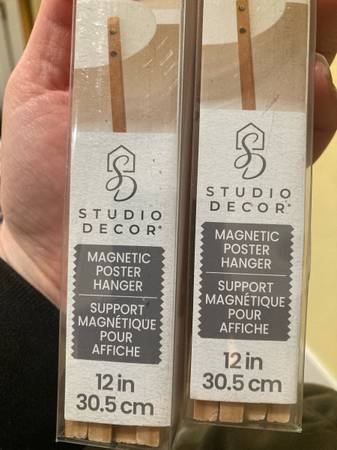 STUDIO
DECOR®
MAGNETIC
POSTER
HANGER
SUPPORT
MAGNÉTIQUE
POUR
AFFICHE
12 in
30.5 cm
STUDIO
DECOR®
MAGNETIC
POSTER
HANGER
SUPPORT
MAGNÉTIQUE
POUR
AFFICHE
12 in
30.5 cm